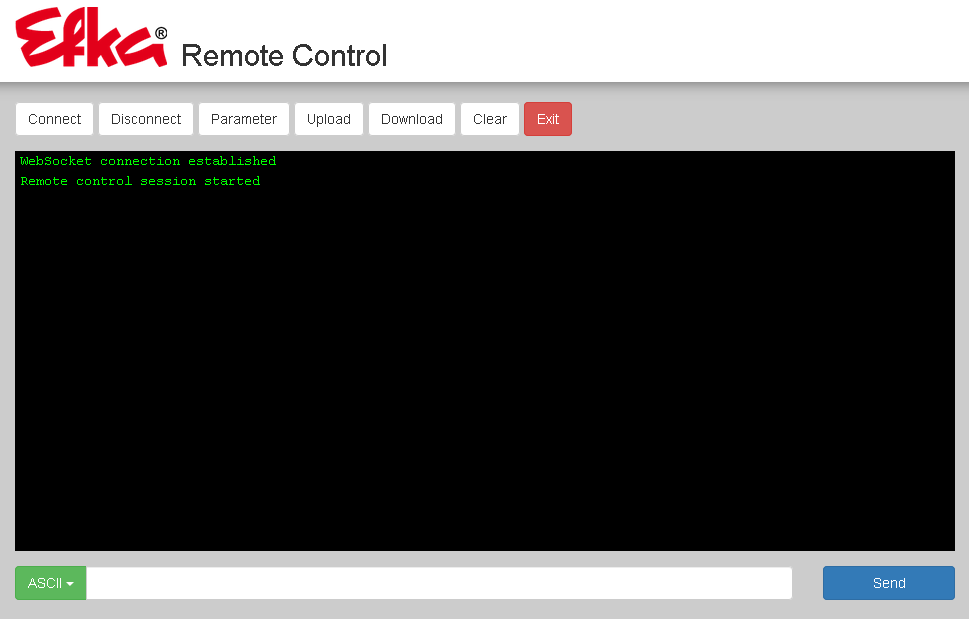 Efka® Remote Control
Connect Disconnect Parameter Upload Download Clear Exit
WebSocket connection established
Remote control session started
ASCII Send